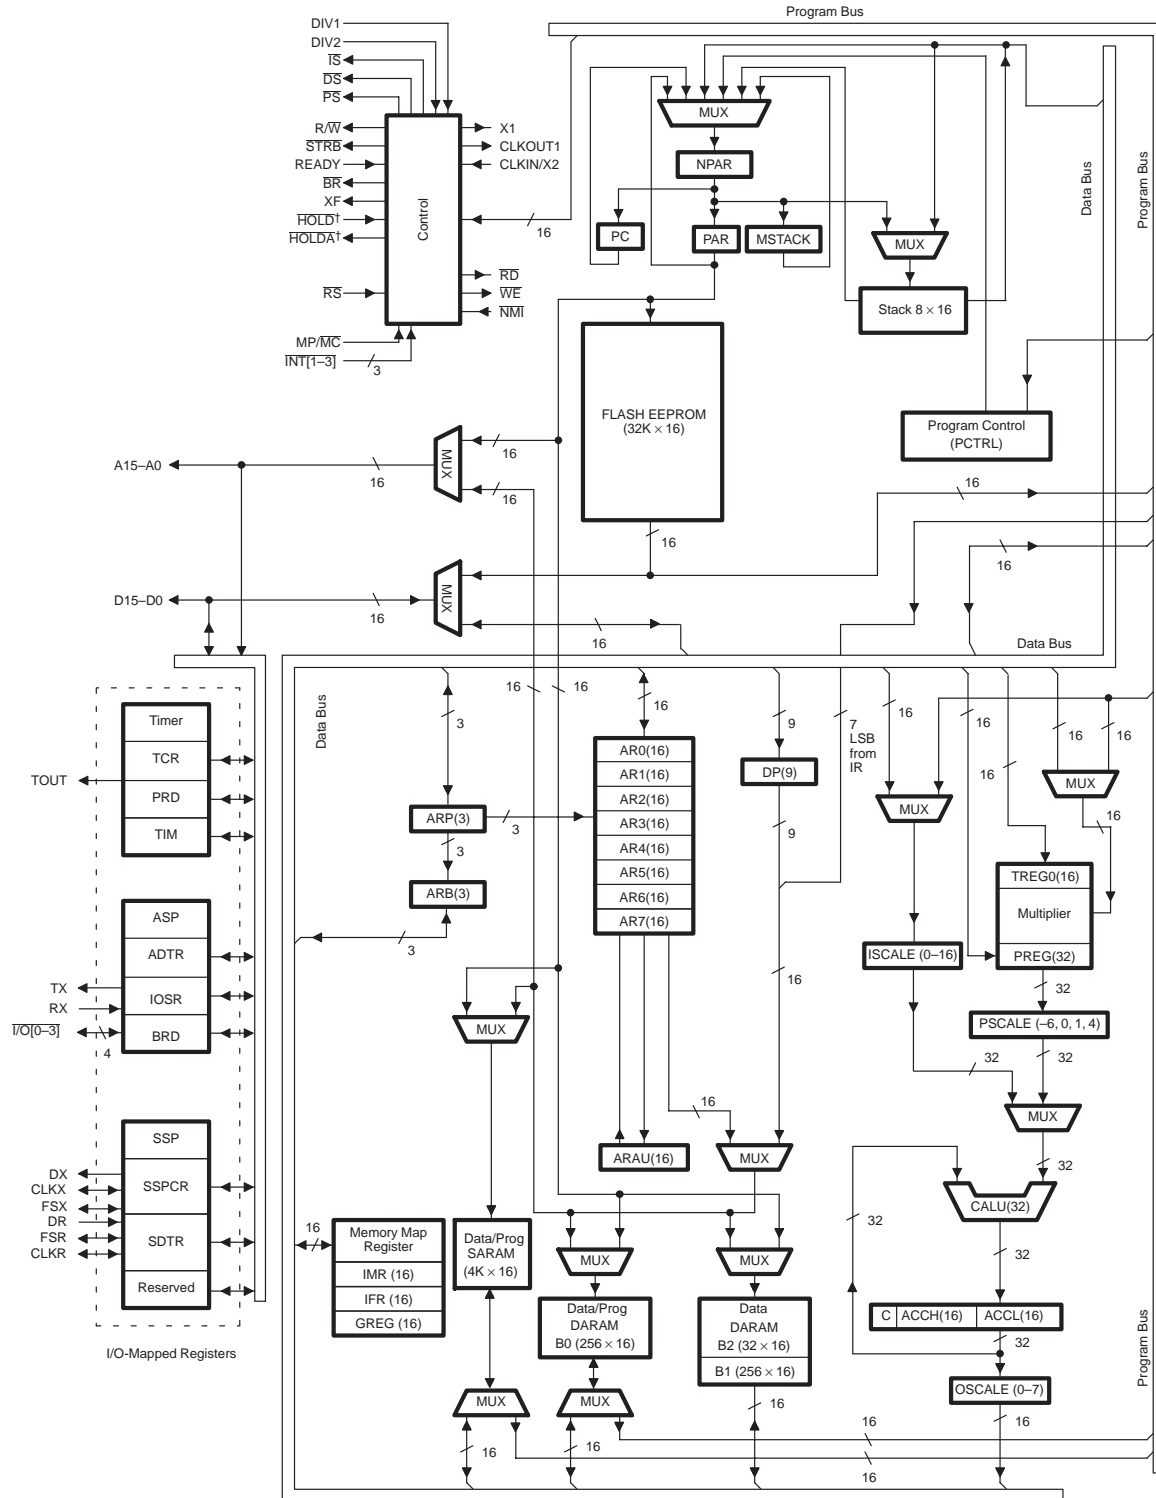 Program Bus
DIV1
DIV2
IS
DS
PS
R/W
STRB
READY
BR
XF
HOLD†
HOLDA†
RS
MP/MC
INT[1–3]
3
Control
X1
CLKOUT1
CLKIN/X2
16
RD
WE
NMI
MUX
NPAR
PC
PAR
MSTACK
MUX
Stack 8 × 16
Data Bus
Program Bus
FLASH EEPROM
(32K × 16)
Program Control
(PCTRL)
A15–A0
16
MUX
16
16
16
16
16
D15–D0
16
MUX
16
Data Bus
Timer
TCR
PRD
TIM
TOUT
ASP
ADTR
IOSR
BRD
TX
RX
I/O[0–3]
4
SSP
SSPCR
SDTR
Reserved
DX
CLKX
FSX
DR
FSR
CLKR
I/O-Mapped Registers
Data Bus
3
16
16
16
9
7
LSB
from
IR
16
16
16
16
16
AR0(16)
AR1(16)
AR2(16)
AR3(16)
AR4(16)
AR5(16)
AR6(16)
AR7(16)
DP(9)
9
ARP(3)
3
3
ARB(3)
3
MUX
MUX
16
TREG0(16)
Multiplier
PREG(32)
ISCALE (0–16)
16
32
PSCALE (–6, 0, 1, 4)
32
32
MUX
MUX
16
ARAU(16)
MUX
32
CALU(32)
32
32
16
Memory Map
Register
IMR (16)
IFR (16)
GREG (16)
Data/Prog
SARAM
(4K × 16)
MUX
MUX
Data/Prog
DARAM
B0 (256 × 16)
Data
DARAM
B2 (32 × 16)
B1 (256 × 16)
C
ACCH(16)
ACCL(16)
32
OSCALE (0–7)
MUX
MUX
16
16
16
16
16
16
Program Bus